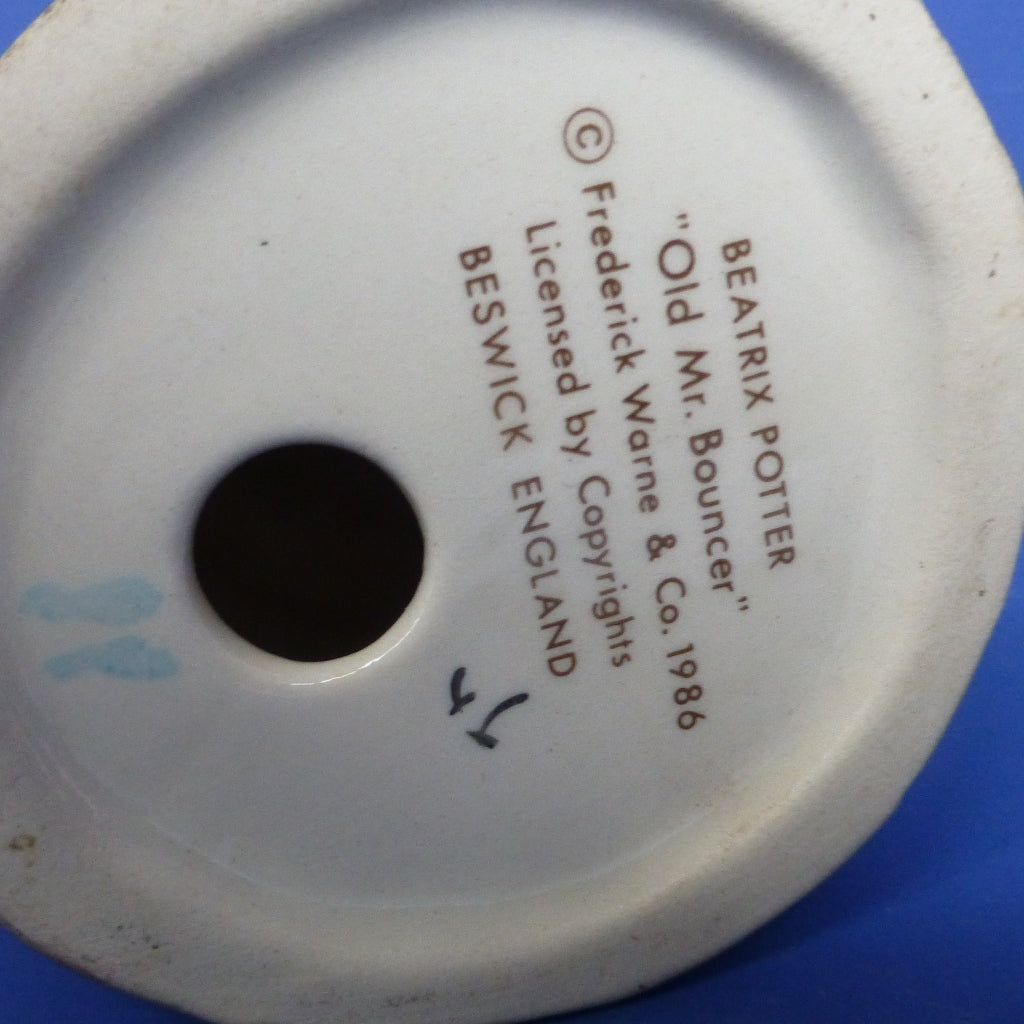 BEATRIX POTTER
"Old Mr. Bouncer"
© Frederick Warne & Co. 1986
Licensed by Copyrights
BESWICK ENGLAND